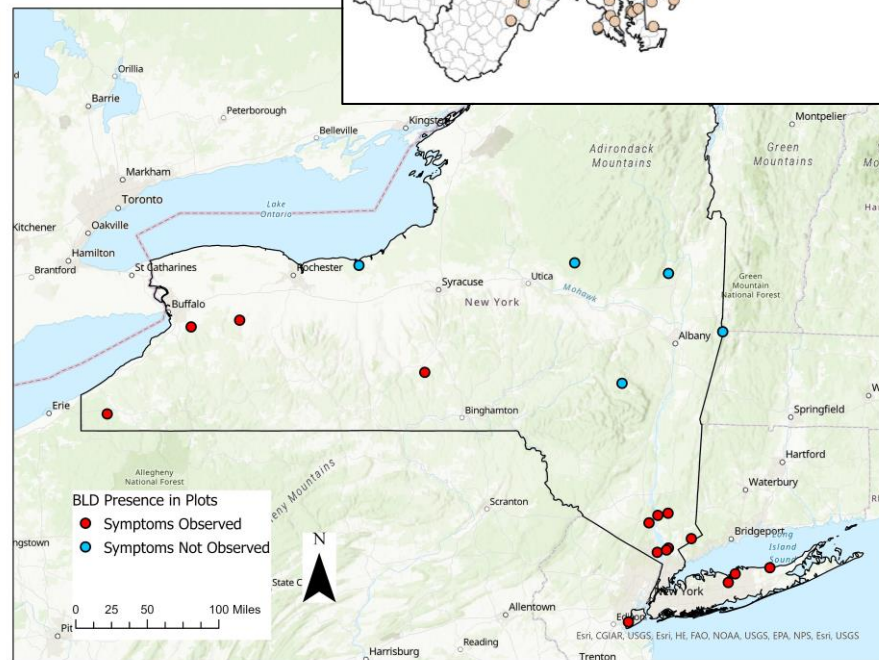 d
Orillia
Barrie
Peterborough
Belleville
Kingston
Montpelier
Adirondack
Mountains
Green
Mountains
Markham
Toronto
Lake
Ontario
Kitchener
Oakville
Hamilton
Brantford
St Catharines
Rochester
Syracuse
Utica
Mohawk
New York
Green
Mountain
National Forest
Buffalo
Albany
Erie
Binghamton
Springfield
Hartford
Waterbury
Allegheny
National Forest
Scranton
Bridgeport
Long
Island
Sound
BLD Presence in Plots
Symptoms Observed
Symptoms Not Observed
N
ngstown
State C
New York
0 25 50 100 Miles
Allentown
Esri, CGIAR, USGS, Esri, HE, FAO, NOAA, USGS, EPA, NPS, Esri, USGS
Pit
Harrisburg
Reading
Trenton